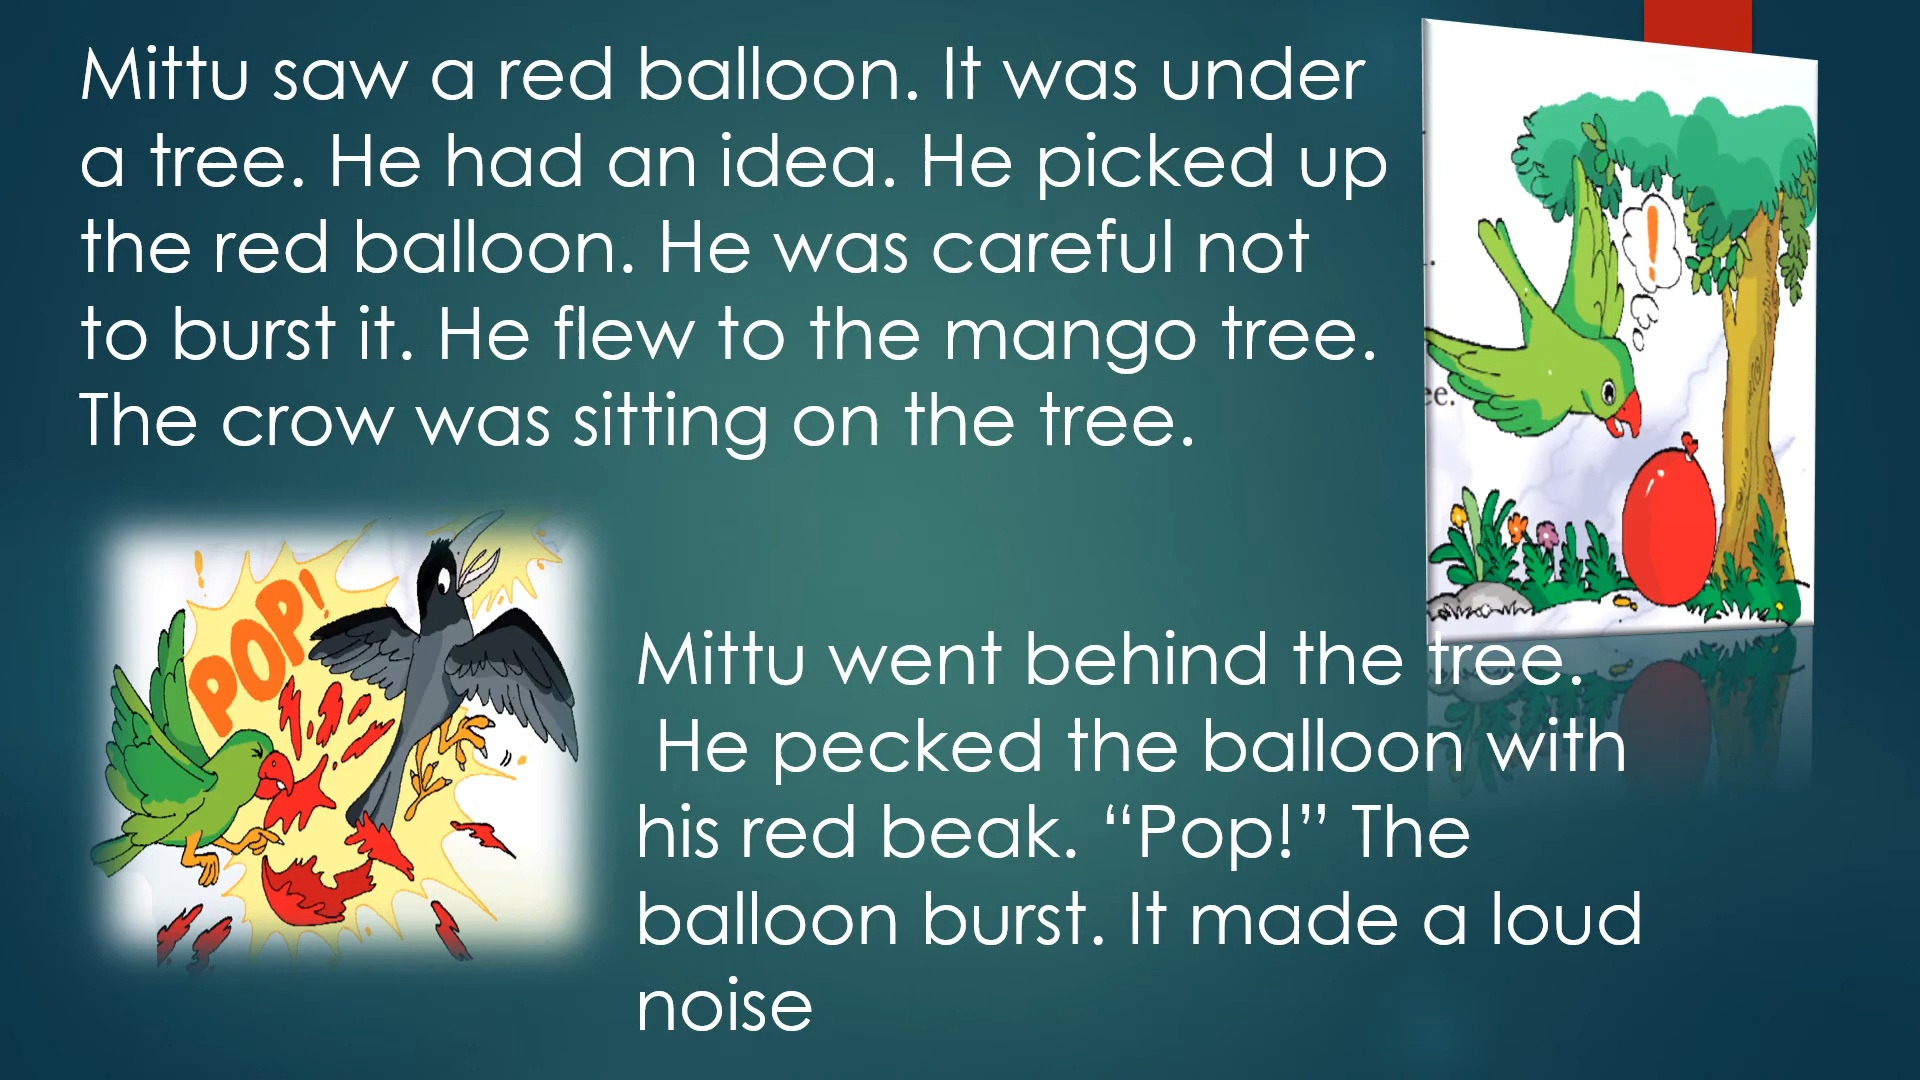 Mittu saw a red balloon. It was under
a tree. He had an idea. He picked up
the red balloon. He was careful not
to burst it. He flew to the mango tree.
The crow was sitting on the tree.
!
ee.
POP!
Mittu went behind the tree.
He pecked the balloon with
his red beak. “Pop!” The
balloon burst. It made a loud
noise